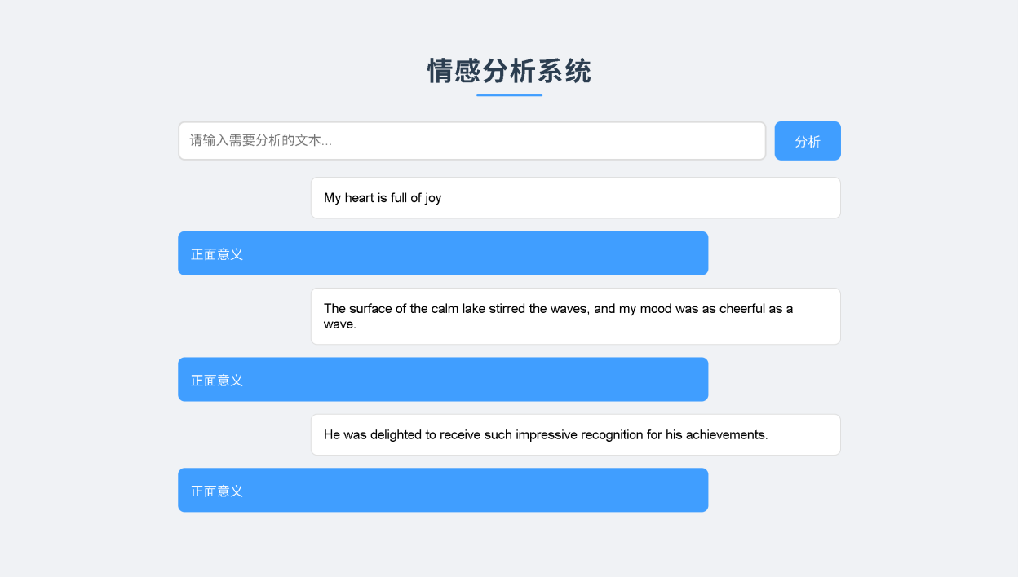 情感分析系统
请输入需要分析的文本...
分析
My heart is full of joy
正面意义
The surface of the calm lake stirred the waves, and my mood was as cheerful as a
wave.
正面意义
He was delighted to receive such impressive recognition for his achievements.
正面意义